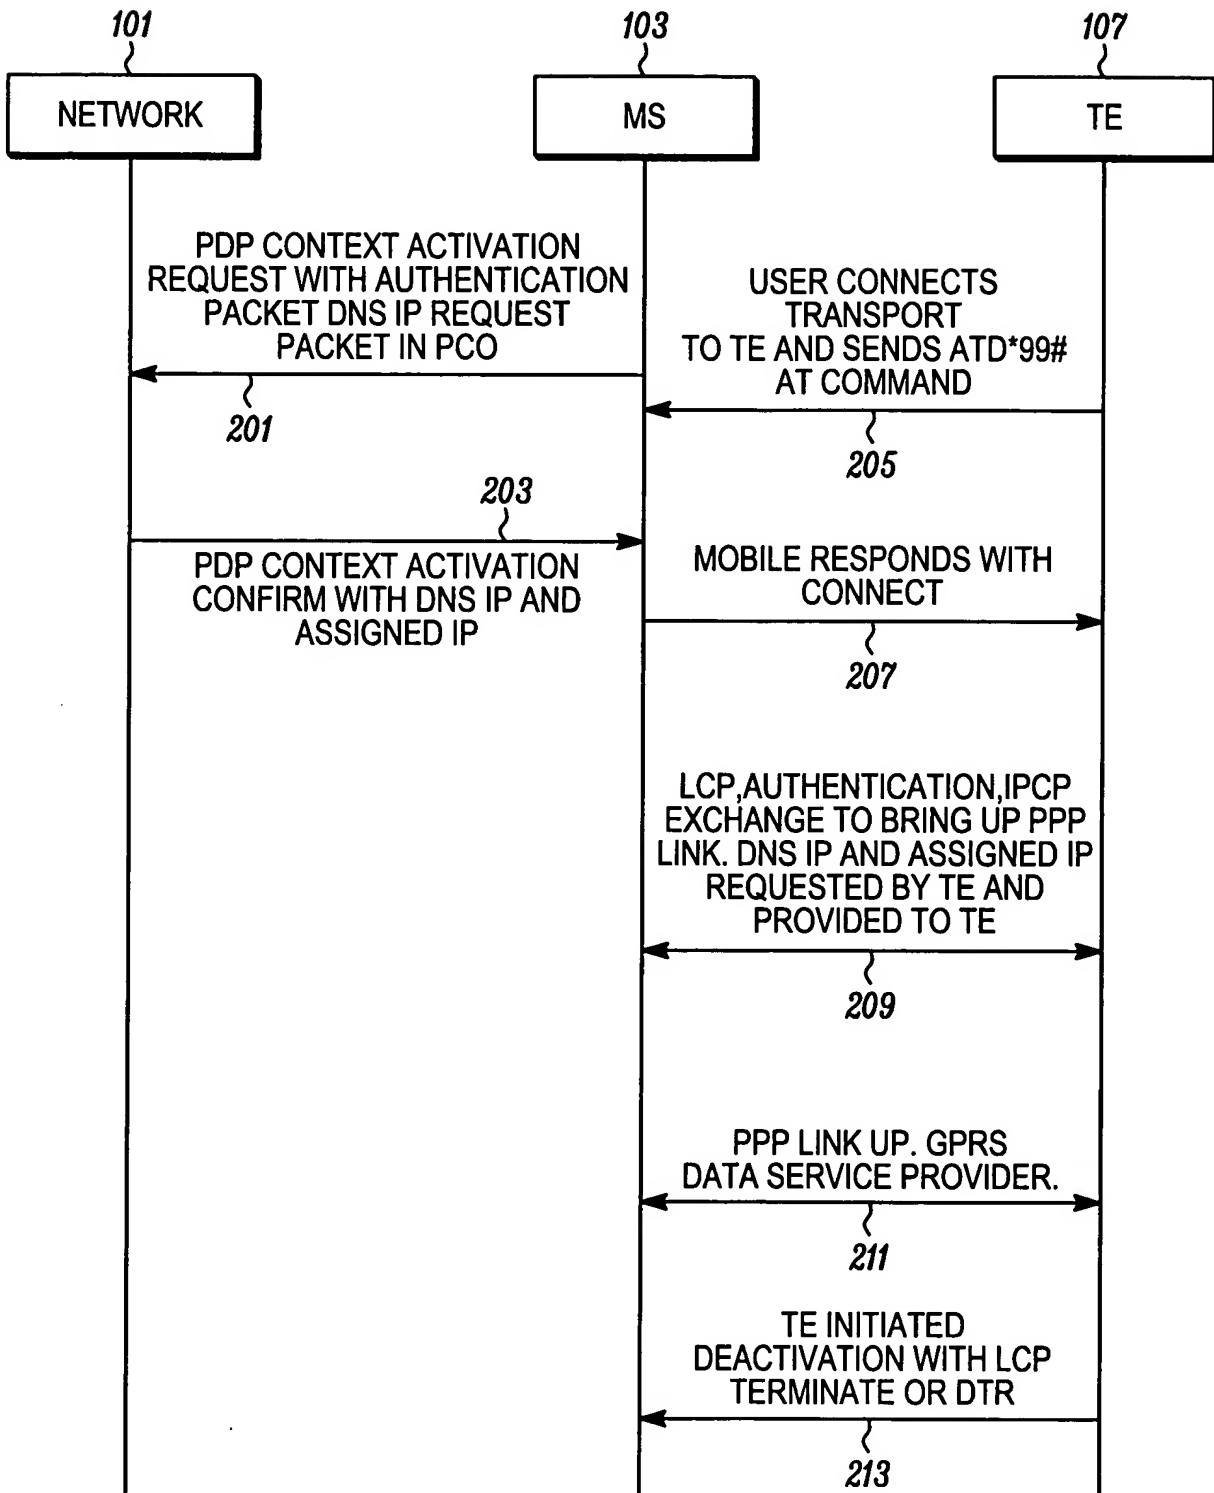 101
103
107
NETWORK
MS
TE
PDP CONTEXT ACTIVATION
REQUEST WITH AUTHENTICATION
PACKET DNS IP REQUEST
PACKET IN PCO
201
USER CONNECTS
TRANSPORT
TO TE AND SENDS ATD*99#
AT COMMAND
205
203
PDP CONTEXT ACTIVATION
CONFIRM WITH DNS IP AND
ASSIGNED IP
MOBILE RESPONDS WITH
CONNECT
207
LCP,AUTHENTICATION,IPCP
EXCHANGE TO BRING UP PPP
LINK. DNS IP AND ASSIGNED IP
REQUESTED BY TE AND
PROVIDED TO TE
209
PPP LINK UP. GPRS
DATA SERVICE PROVIDER.
211
TE INITIATED
DEACTIVATION WITH LCP
TERMINATE OR DTR
213